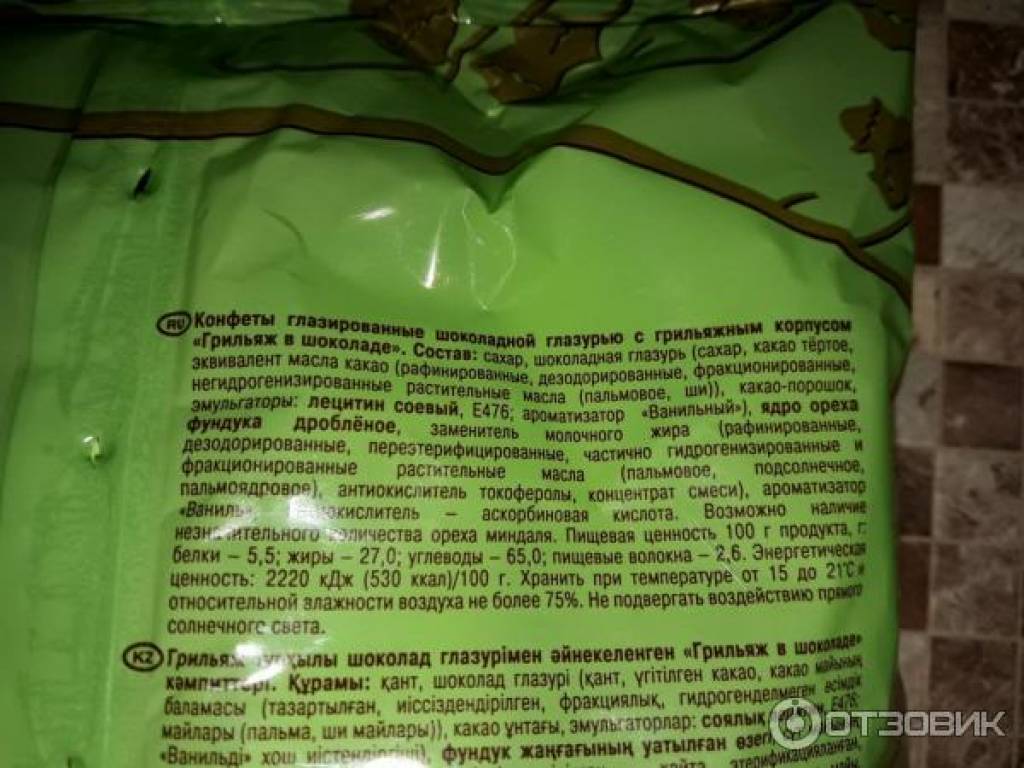 RU Конфеты глазированные шоколадной глазурью с грильяжным корпусом
«Грильяж в шоколаде». Состав: сахар, шоколадная глазурь (сахар, какао тёртое,
эквивалент масла какао (рафинированные, дезодорированные, фракционированные,
негидрогенизированные растительные масла (пальмовое, ши)), какао-порошок,
эмульгаторы: лецитин соевый, Е476; ароматизатор «Ванильный»), ядро ореха
фундука дроблёное, заменитель молочного жира (рафинированные,
дезодорированные, переэтерифицированные, частично гидрогенизированные и
фракционированные растительные масла (пальмовое, подсолнечное,
пальмоядровое), антиокислитель токоферолы, концентрат смеси), ароматизатор
– аскорбиновая кислота. Возможно наличие
незначительного количества ореха миндаля. Пищевая ценность 100 г продукта, г:
белки – 5,5; жиры – 27,0; углеводы – 65,0; пищевые волокна – 2,6. Энергетическая
ценность: 2220 кДж (530 ккал)/100 г. Хранить при температуре от 15 до 21°С и
относительной влажности воздуха не более 75%. Не подвергать воздействию прямого
солнечного света.
KZ Грильяж шоколад глазурімен әйнекеленген «Грильяж в шоколаде»
кәмпиттері. Құрамы: қант, шоколад глазурі (қант, үгітілген какао, какао майының
баламасы (тазартылған, иіссіздендірілген, фракциялық, гидрогенделмеген өсімдік
майлары (пальма, ши майлары)), какао ұнтағы, эмульгаторлар: соялық Е476;
«Ванильді» хош фундук жаңғағының уатылған
ОТЗОВИК